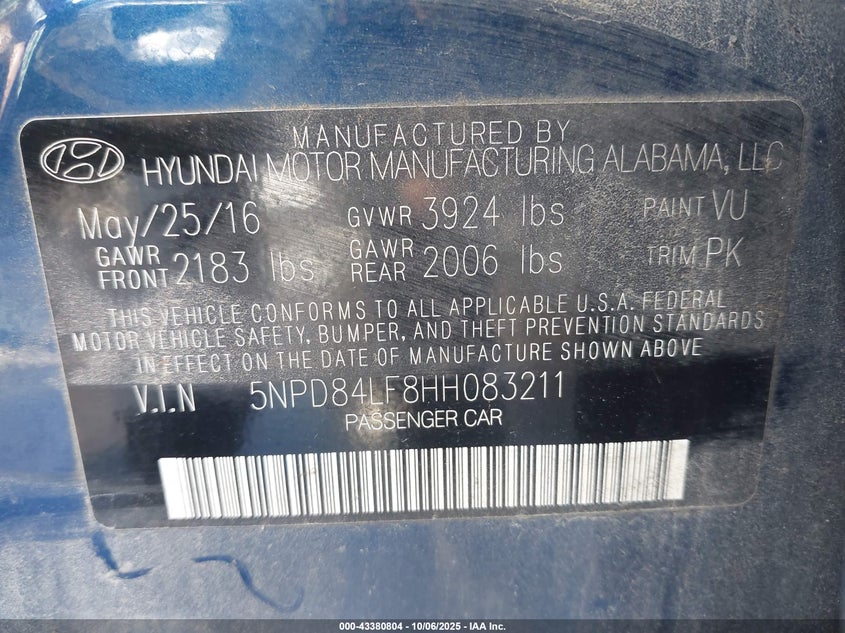 MANUFACTURED BY
HYUNDAI MOTOR MANUFACTURING ALABAMA, LLC
May/25/16 GVWR 3924 lbs PAINT VU
GAWR FRONT 2183 lbs GAWR REAR 2006 lbs TRIM PK
THIS VEHICLE CONFORMS TO ALL APPLICABLE U.S.A. FEDERAL
MOTOR VEHICLE SAFETY, BUMPER, AND THEFT PREVENTION STANDARDS
IN EFFECT ON THE DATE OF MANUFACTURE SHOWN ABOVE
V.I.N 5NPD84LF8HH083211
PASSENGER CAR
000-43380804 - 10/06/2025 - IAA Inc.